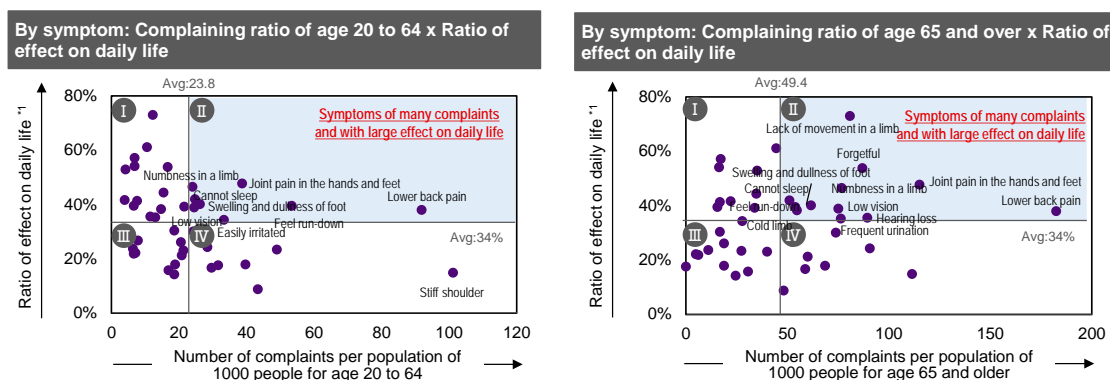 By symptom: Complaining ratio of age 20 to 64 x Ratio of
effect on daily life
Avg:23.8
Ratio of effect on daily life *1
80%
60%
40%
20%
0%
I
II
III
IV
Symptoms of many complaints
and with large effect on daily life
Numbness in a limb
Cannot sleep
Joint pain in the hands and feet
Swelling and dullness of foot
Lower back pain
Low vision
Feel run-down
Easily irritated
Avg:34%
Stiff shoulder
0
20
40
60
80
100
120
Number of complaints per population of
1000 people for age 20 to 64
By symptom: Complaining ratio of age 65 and over x Ratio of
effect on daily life
Avg:49.4
Ratio of effect on daily life *1
80%
60%
40%
20%
0%
I
II
III
IV
Symptoms of many complaints
and with large effect on daily life
Lack of movement in a limb
Forgetful
Swelling and dullness of foot
Cannot sleep
Numbness in a limb
Joint pain in the hands and feet
Lower back pain
Feel run-down
Low vision
Cold limb
Hearing loss
Frequent urination
Avg:34%
0
50
100
150
200
Number of complaints per population of
1000 people for age 65 and older